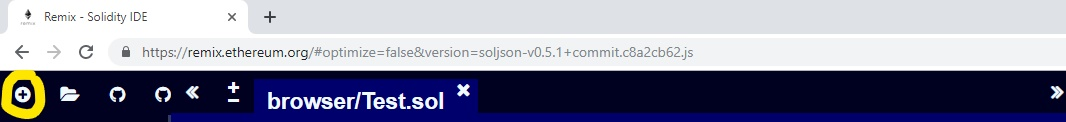 Remix - Solidity IDE
https://remix.ethereum.org/#optimize=false&version=soljson-v0.5.1+commit.c8a2cb62.js
browser/Test.sol